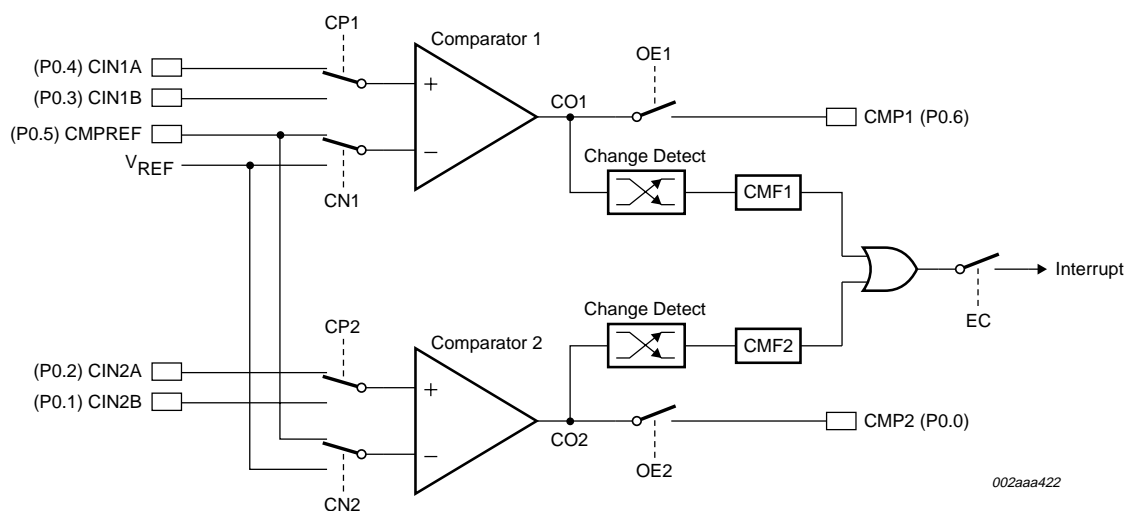 CP1
Comparator 1
OE1
(P0.4) CIN1A
(P0.3) CIN1B
+
CO1
CMP1 (P0.6)
(P0.5) CMPREF
VREF
−
Change Detect
CN1
CMF1
Interrupt
EC
Change Detect
CP2
Comparator 2
CMF2
(P0.2) CIN2A
(P0.1) CIN2B
+
CMP2 (P0.0)
CO2
−
OE2
CN2
002aaa422